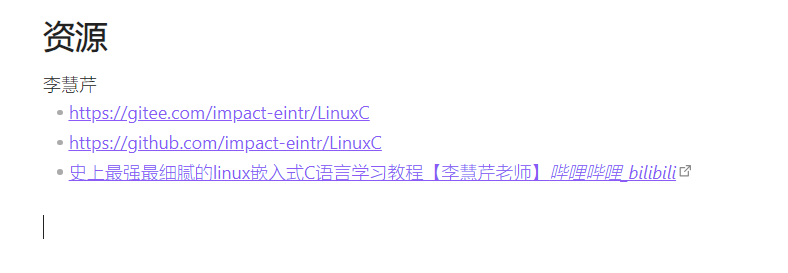 资源
李慧芹
https://gitee.com/impact-eintr/LinuxC
https://github.com/impact-eintr/LinuxC
史上最强最细腻的linux嵌入式C语言学习教程【李慧芹老师】哔哩哔哩_bilibili